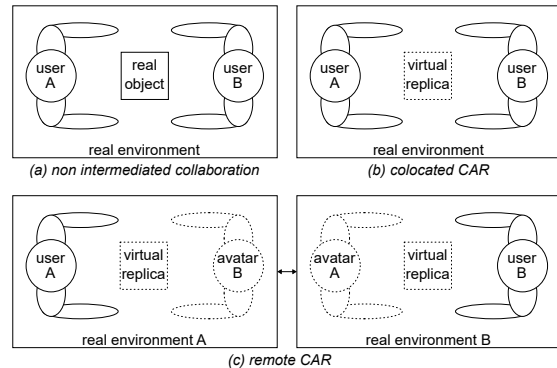 user
A
real
object
user
B
real environment
(a) non intermediated collaboration
user
A
virtual
replica
user
B
real environment
(b) colocated CAR
user
A
virtual
replica
avatar
B
real environment A
avatar
A
virtual
replica
user
B
real environment B
(c) remote CAR